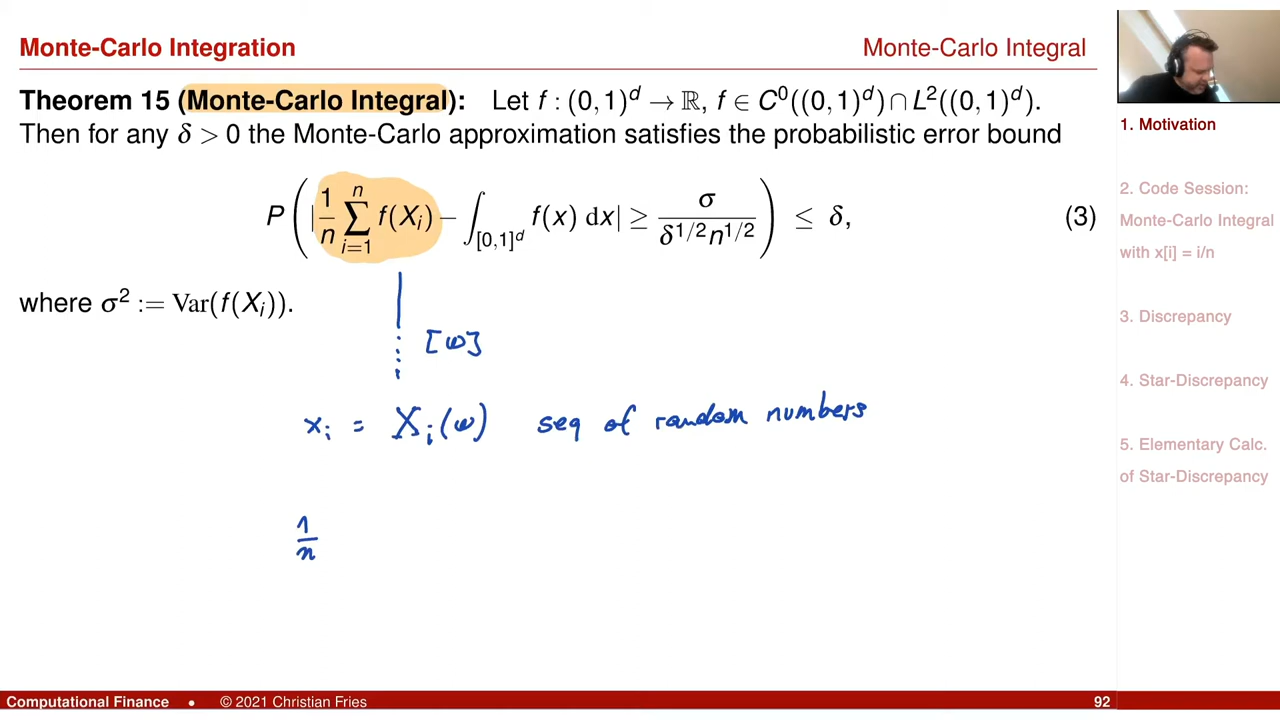 Monte-Carlo Integration
Monte-Carlo Integral
Theorem 15 (Monte-Carlo Integral): Let f : (0,1)^d → ℝ, f ∈ C^0((0,1)^d) ∩ L^2((0,1)^d).
Then for any δ > 0 the Monte-Carlo approximation satisfies the probabilistic error bound
P ( | 1/n ∑_{i=1}^{n} f(X_i) − ∫_{[0,1]^d} f(x) dx | ≥ σ / (δ^{1/2} n^{1/2}) ) ≤ δ, (3)
where σ^2 := Var(f(X_i)).
[ω]
x_i = X_i(ω) seq of random numbers
1/n
1. Motivation
2. Code Session:
Monte-Carlo Integral
with x[i] = i/n
3. Discrepancy
4. Star-Discrepancy
5. Elementary Calc.
of Star-Discrepancy
Computational Finance • © 2021 Christian Fries 92